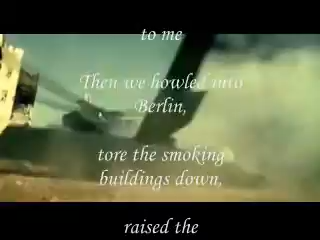 to me
Then we howled into
Berlin,
tore the smoking
buildings down,
raised the